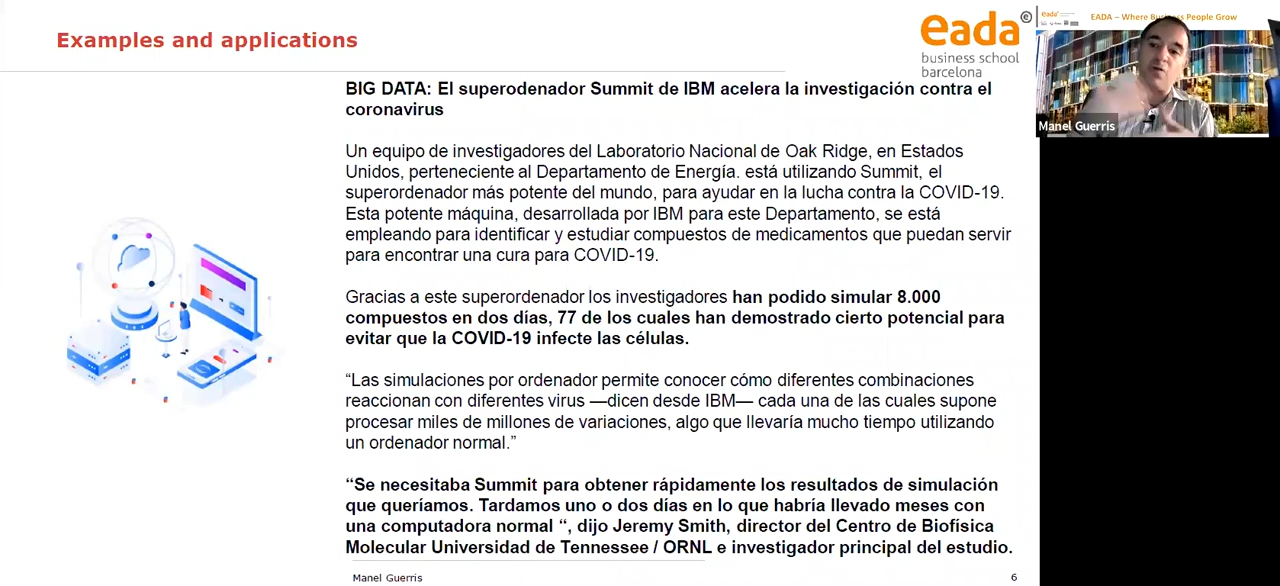 Examples and applications
eada
business school
barcelona
EADA – Where Business People Grow
Manel Guerris
BIG DATA: El superodenador Summit de IBM acelera la investigación contra el
coronavirus
Un equipo de investigadores del Laboratorio Nacional de Oak Ridge, en Estados
Unidos, perteneciente al Departamento de Energía. está utilizando Summit, el
superordenador más potente del mundo, para ayudar en la lucha contra la COVID-19.
Esta potente máquina, desarrollada por IBM para este Departamento, se está
empleando para identificar y estudiar compuestos de medicamentos que puedan servir
para encontrar una cura para COVID-19.
Gracias a este superordenador los investigadores han podido simular 8.000
compuestos en dos días, 77 de los cuales han demostrado cierto potencial para
evitar que la COVID-19 infecte las células.
“Las simulaciones por ordenador permite conocer cómo diferentes combinaciones
reaccionan con diferentes virus —dicen desde IBM— cada una de las cuales supone
procesar miles de millones de variaciones, algo que llevaría mucho tiempo utilizando
un ordenador normal.”
“Se necesitaba Summit para obtener rápidamente los resultados de simulación
que queríamos. Tardamos uno o dos días en lo que habría llevado meses con
una computadora normal “, dijo Jeremy Smith, director del Centro de Biofísica
Molecular Universidad de Tennessee / ORNL e investigador principal del estudio.
Manel Guerris
6